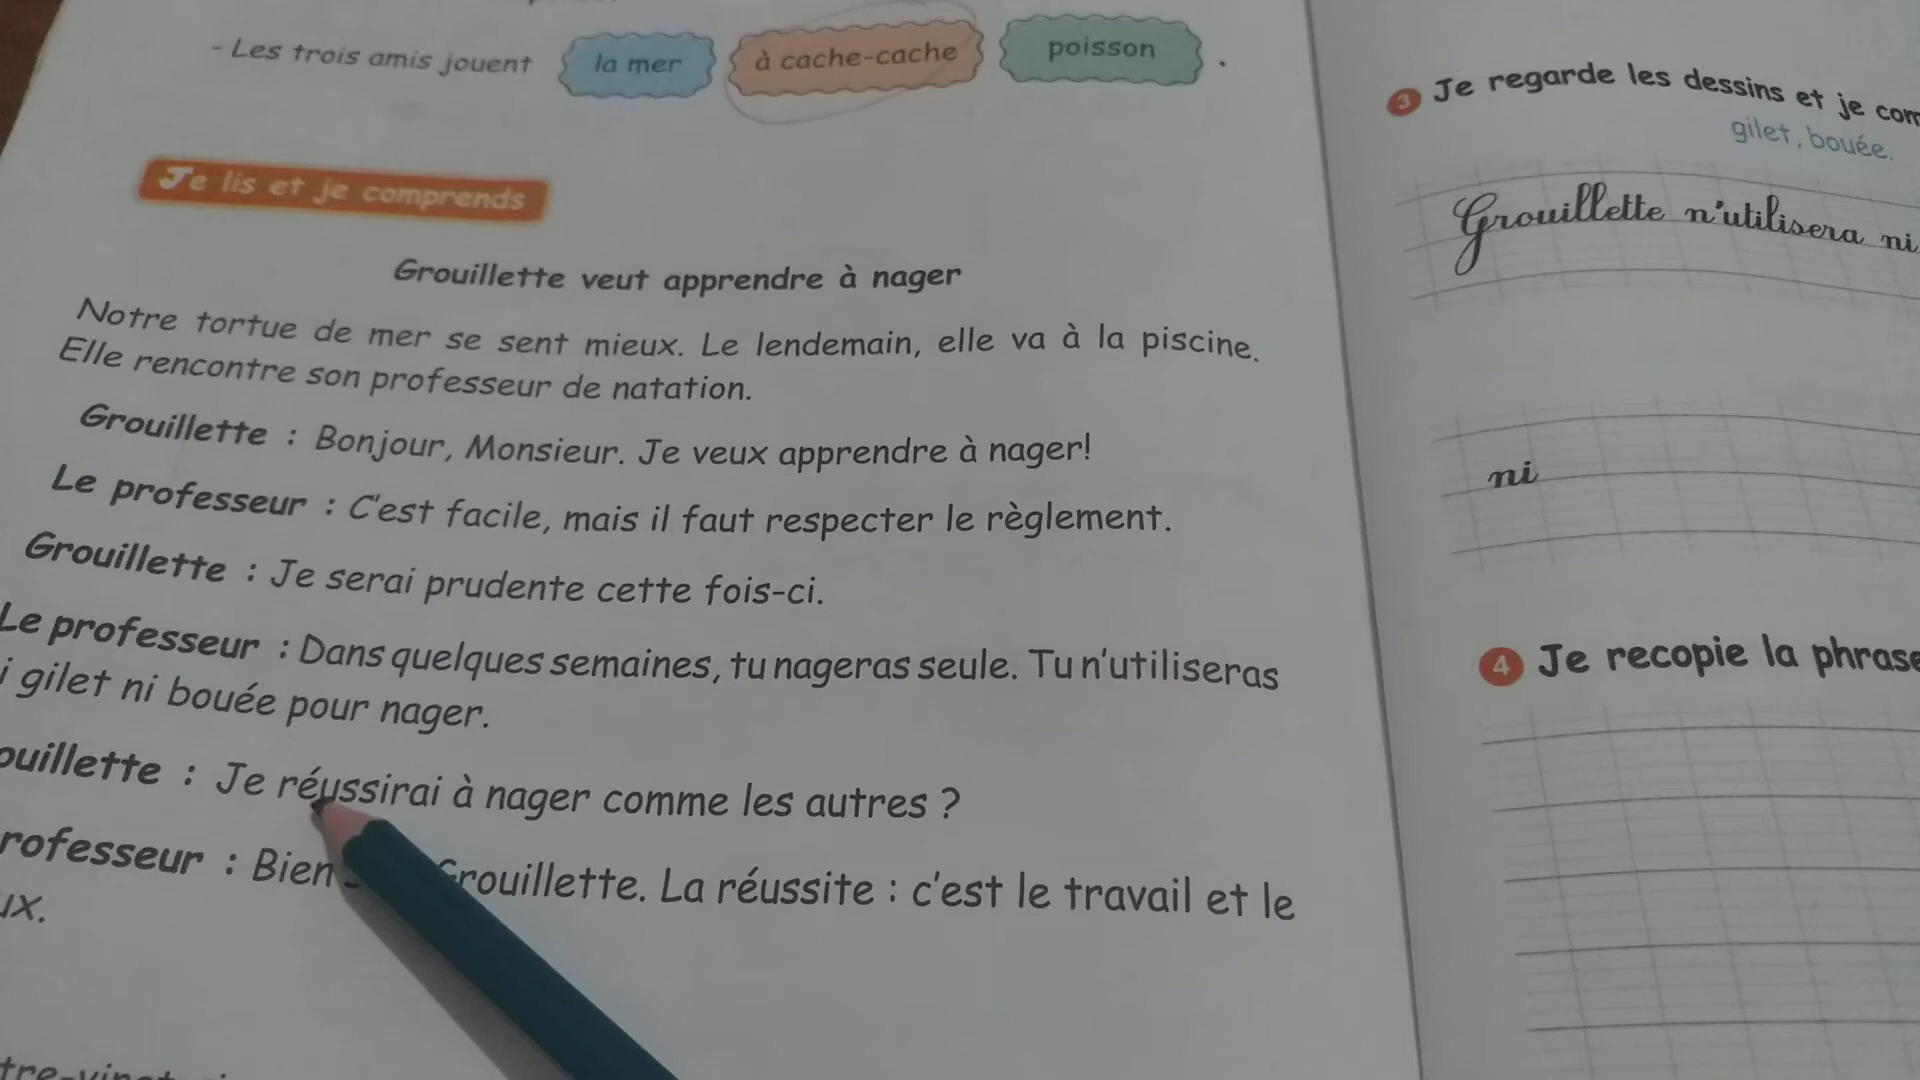 - Les trois amis jouent la mer à cache-cache poisson .
Je lis et je comprends
Grouillette veut apprendre à nager
Notre tortue de mer se sent mieux. Le lendemain, elle va à la piscine.
Elle rencontre son professeur de natation.
Grouillette : Bonjour, Monsieur. Je veux apprendre à nager!
Le professeur : C'est facile, mais il faut respecter le règlement.
Grouillette : Je serai prudente cette fois-ci.
Le professeur : Dans quelques semaines, tu nageras seule. Tu n'utiliseras
i gilet ni bouée pour nager.
ouillette : Je réussirai à nager comme les autres ?
rofesseur : Bien Grouillette. La réussite : c'est le travail et le
ux.
3 Je regarde les dessins et je com
gilet, bouée.
Grouillette n'utilisera ni
ni
4 Je recopie la phrase